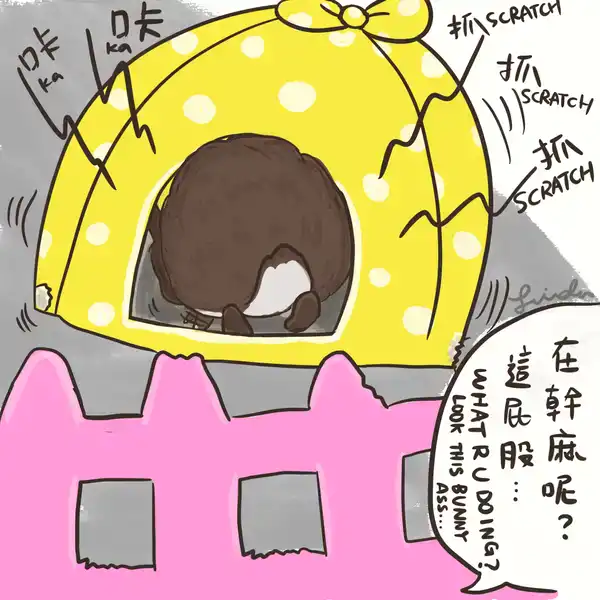 咔
ka
咔
ka
抓 SCRATCH
抓
SCRATCH
抓
SCRATCH
在幹麻呢?
這屁股...
WHAT R U DOING?
LOOK THIS BUNNY
ASS...